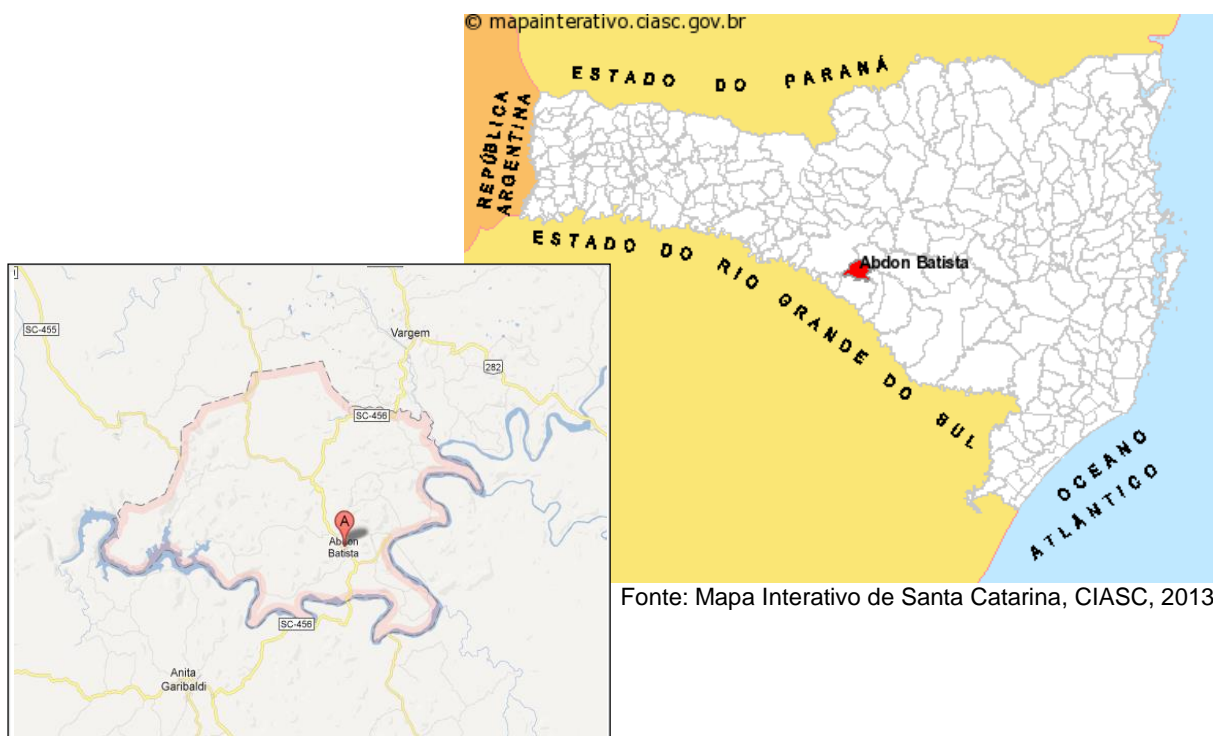 © mapainterativo.ciasc.gov.br
ESTADO DO PARANÁ
REPÚBLICA
ARGENTINA
ESTADO DO RIO GRANDE DO SUL
Abdon Batista
OCEANO
ATLÂNTICO
SC-455
Vargem
282
SC-456
A
Abdon
Batista
SC-456
Anita
Garibaldi
Fonte: Mapa Interativo de Santa Catarina, CIASC, 2013